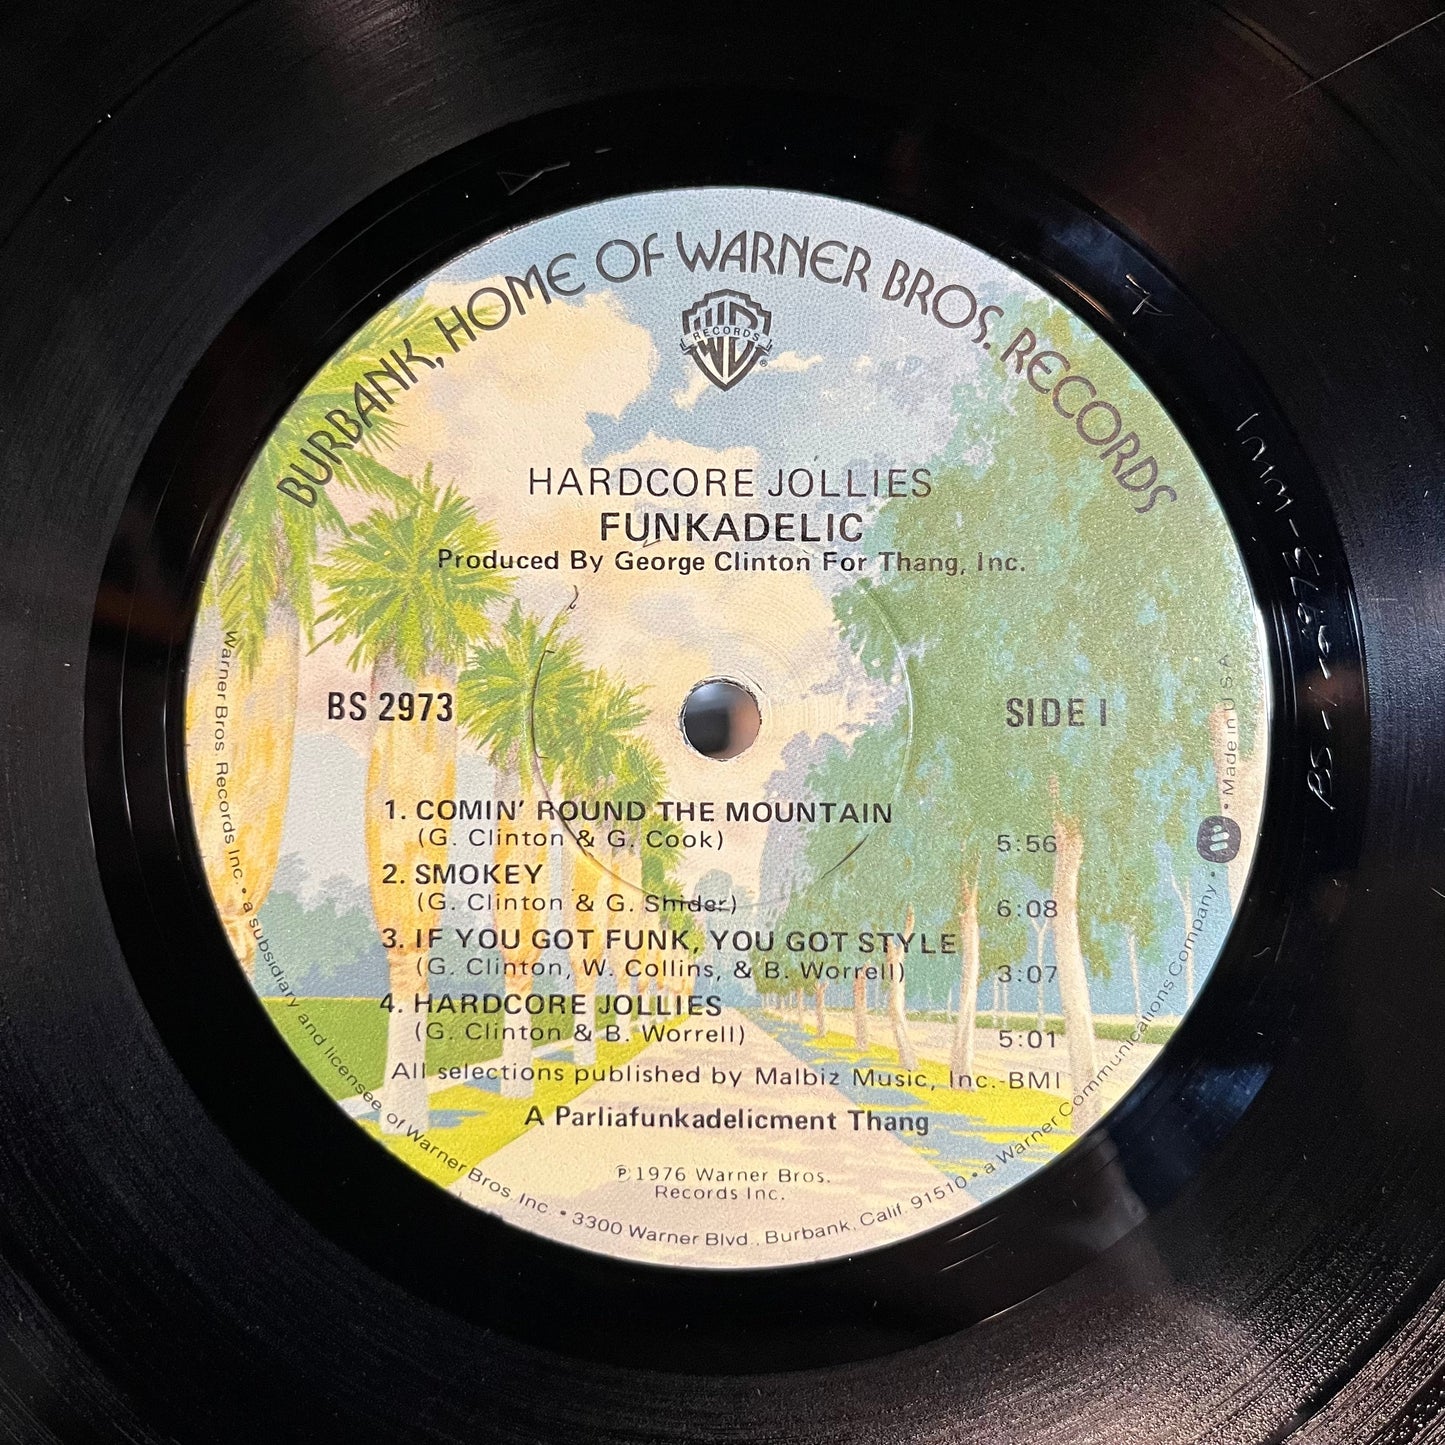 BURBANK, HOME OF WARNER BROS. RECORDS
RECORDS
HARDCORE JOLLIES
FUNKADELIC
Produced By George Clinton For Thang, Inc.
BS 2973
SIDE 1
1. COMIN' ROUND THE MOUNTAIN
(G. Clinton & G. Cook) 5:56
2. SMOKEY
(G. Clinton & G. Shider) 6:08
3. IF YOU GOT FUNK, YOU GOT STYLE
(G. Clinton, W. Collins, & B. Worrell) 3:07
4. HARDCORE JOLLIES
(G. Clinton & B. Worrell) 5:01
All selections published by Malbiz Music, Inc.-BMI
A Parliafunkadelicment Thang
℗1976 Warner Bros.
Records Inc.
Warner Bros. Records Inc. • a subsidiary and licensee of Warner Bros. Inc. • 3300 Warner Blvd., Burbank, Calif. 91510 • a Warner Communications Company • Made in U S A